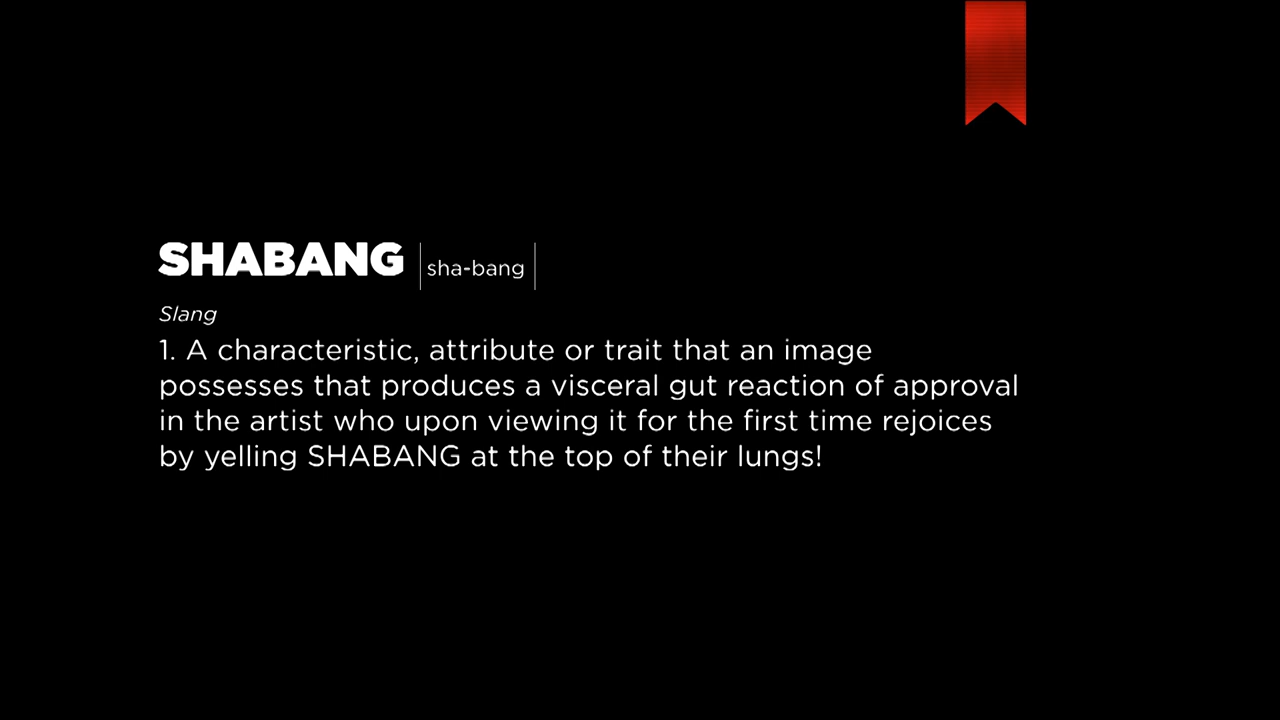 SHABANG |sha-bang|
Slang
1. A characteristic, attribute or trait that an image
possesses that produces a visceral gut reaction of approval
in the artist who upon viewing it for the first time rejoices
by yelling SHABANG at the top of their lungs!